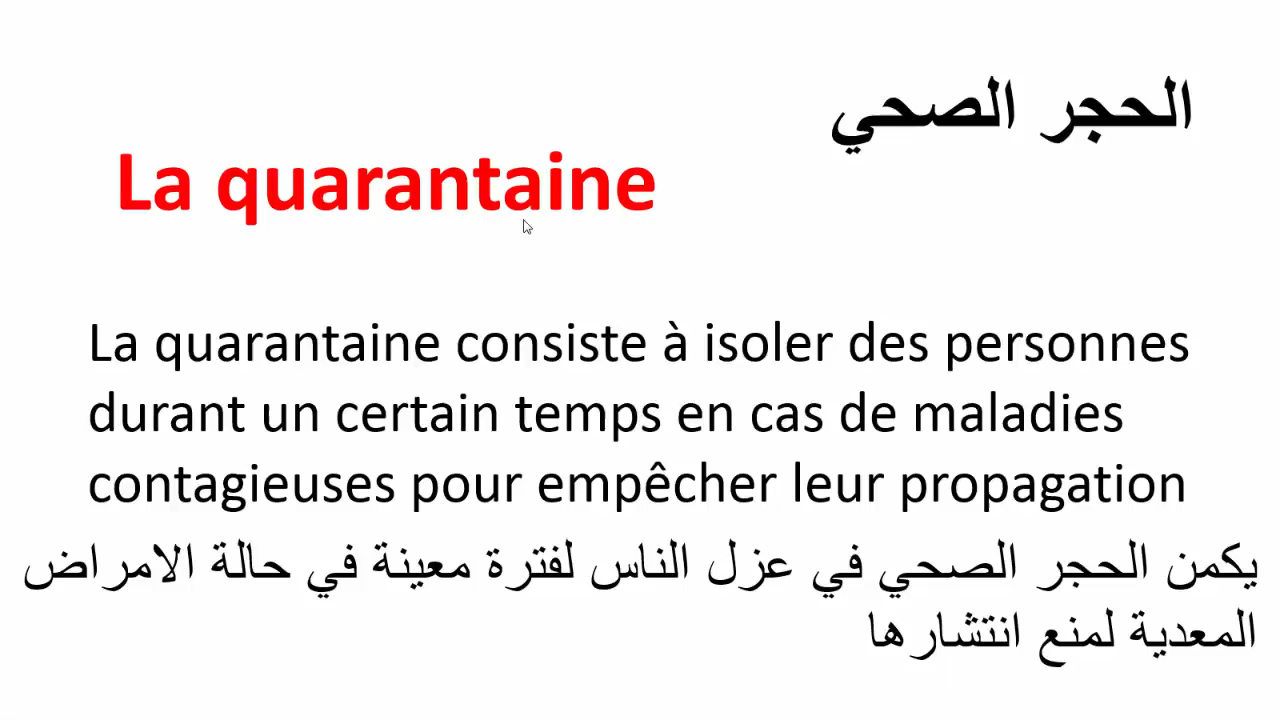 الحجر الصحي
La quarantaine
La quarantaine consiste à isoler des personnes
durant un certain temps en cas de maladies
contagieuses pour empêcher leur propagation
يكمن الحجر الصحي في عزل الناس لفترة معينة في حالة الامراض
المعدية لمنع انتشارها